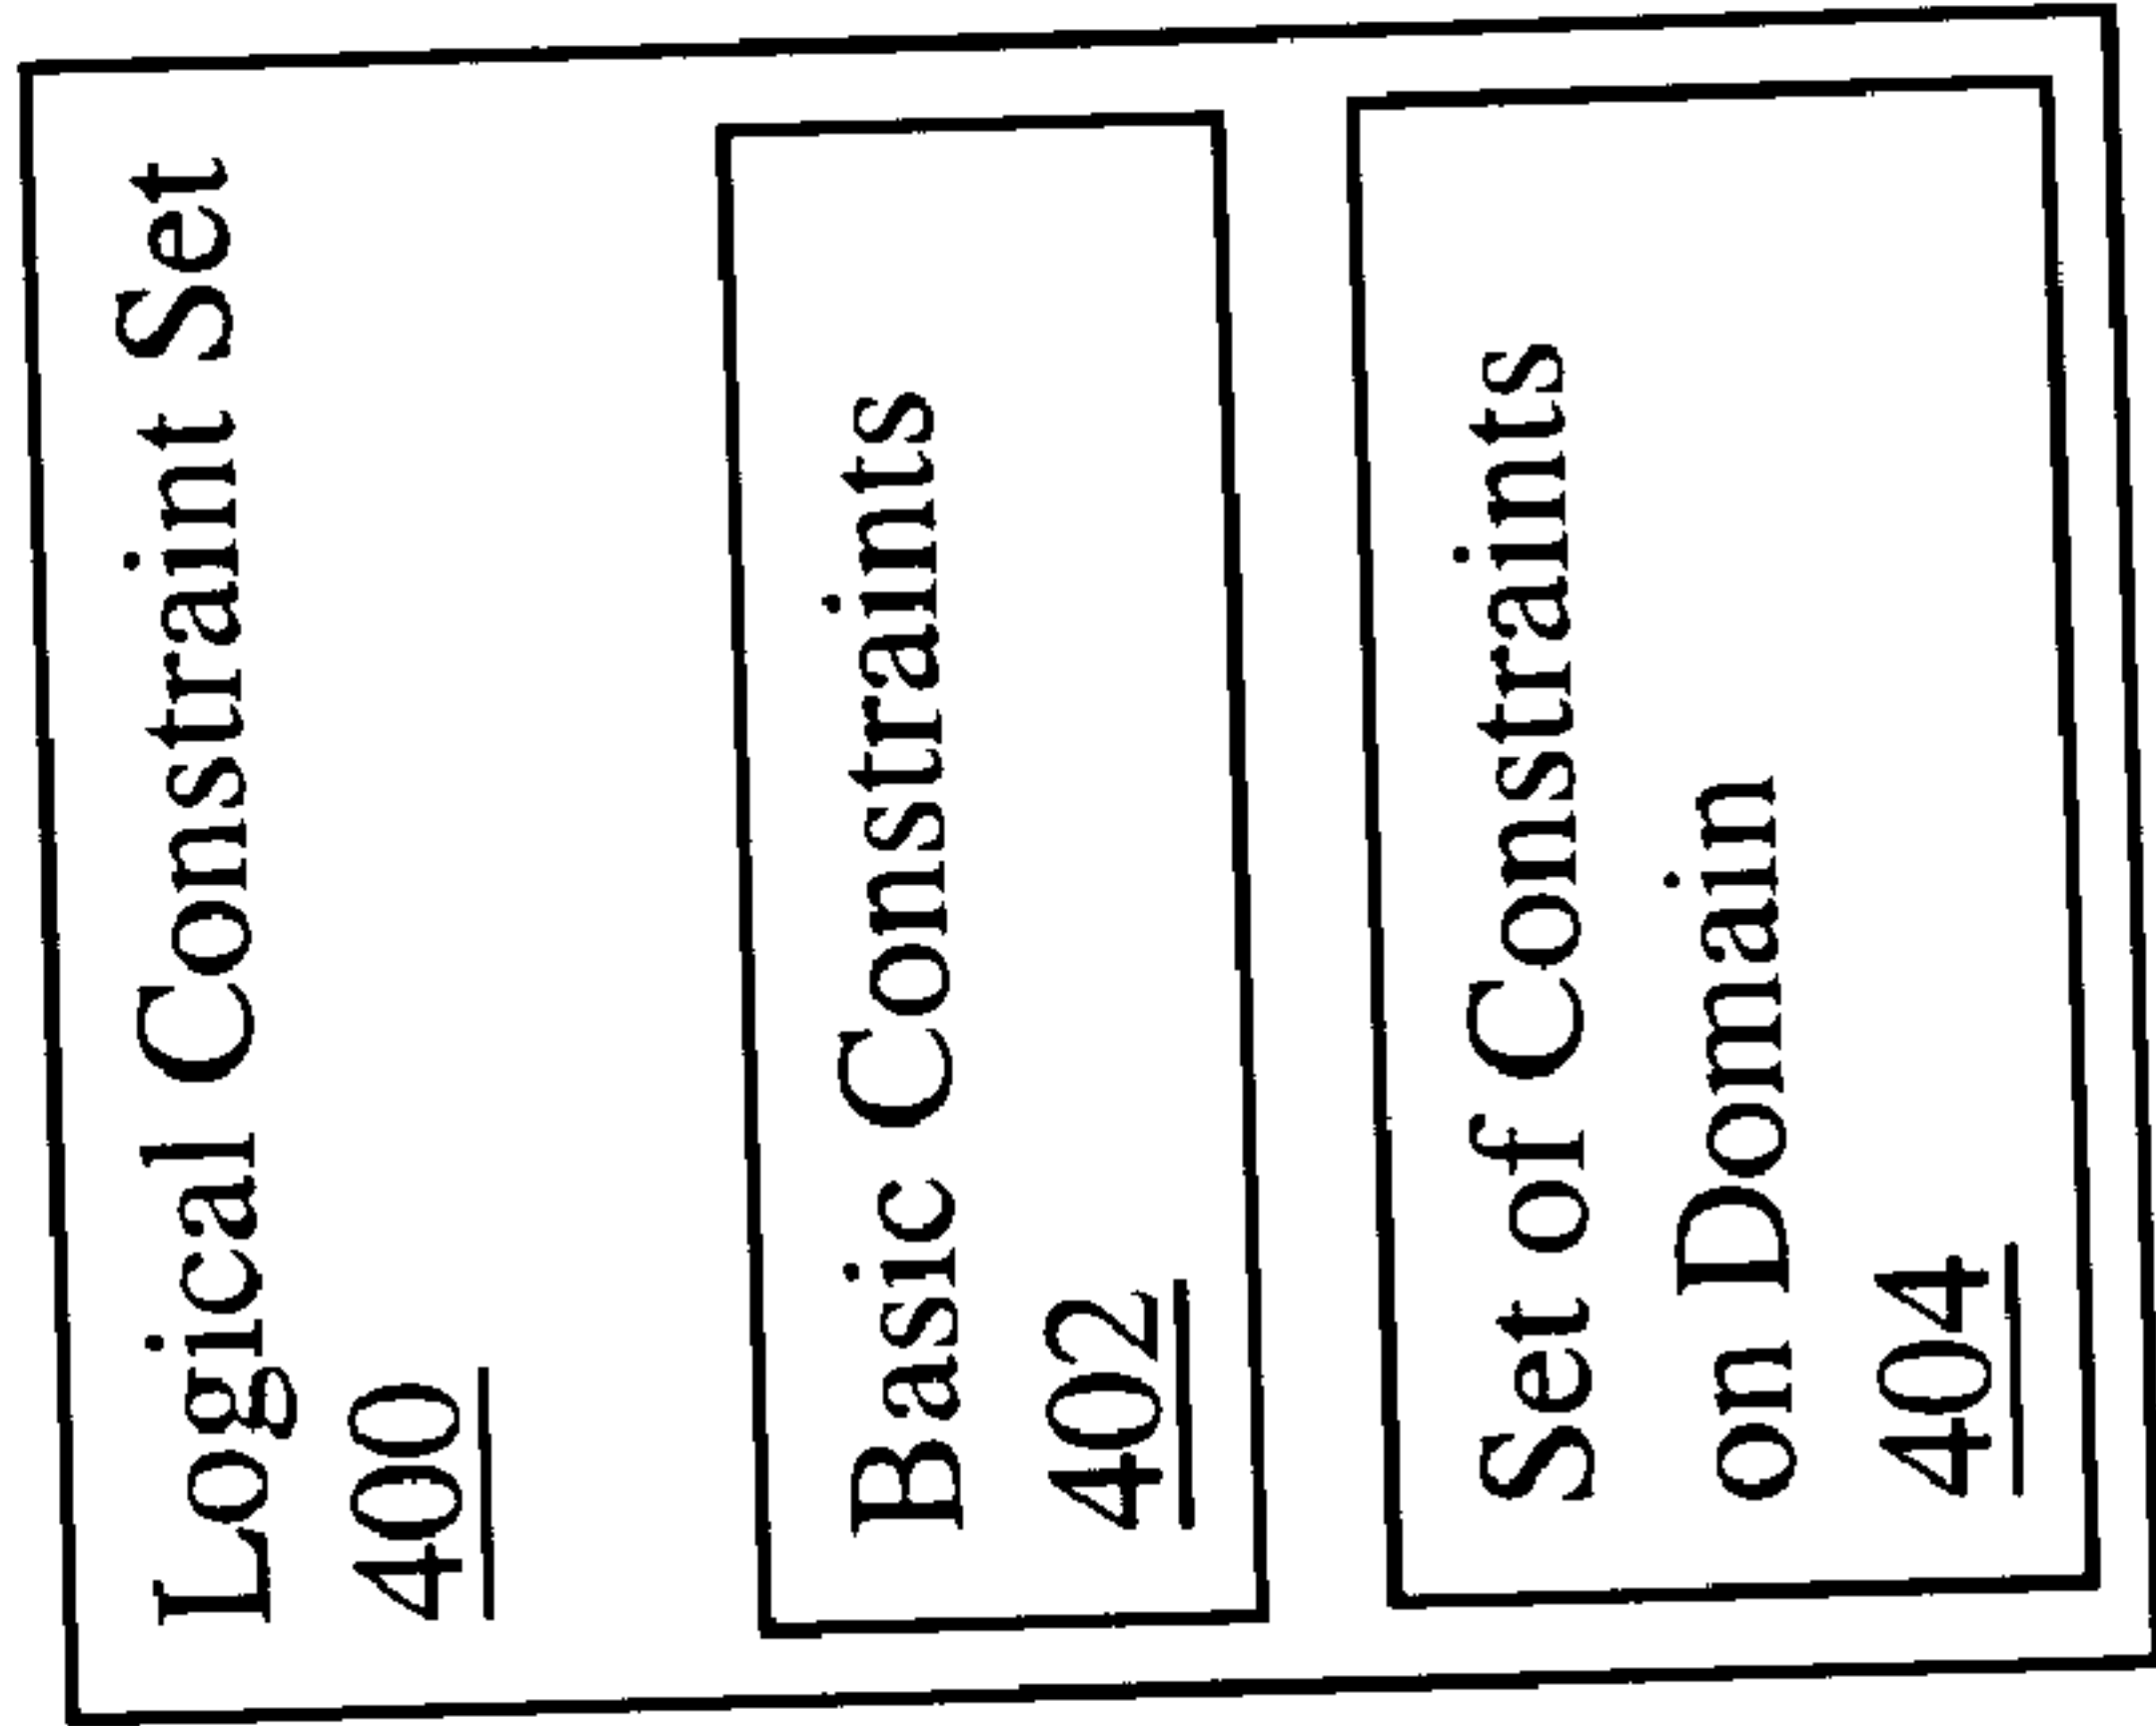 Logical Constraint Set
400
Basic Constraints
402
Set of Constraints
on Domain
404